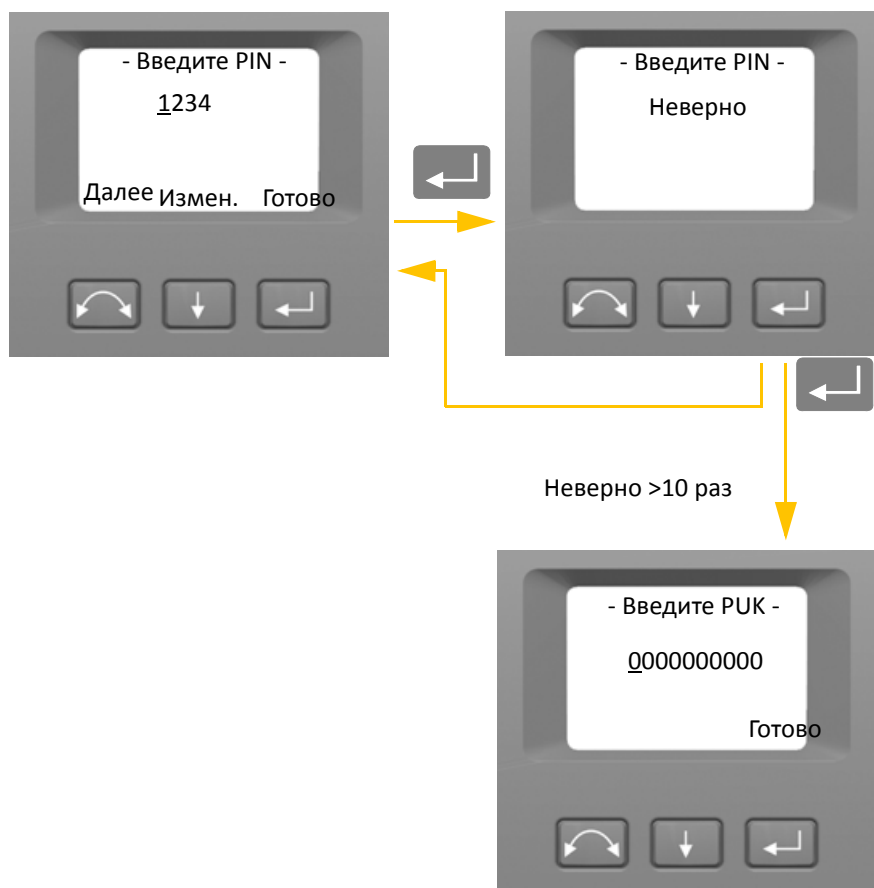 - Введите PIN -
1234
Далее Измен. Готово
- Введите PIN -
Неверно
Неверно >10 раз
- Введите PUK -
0000000000
Готово